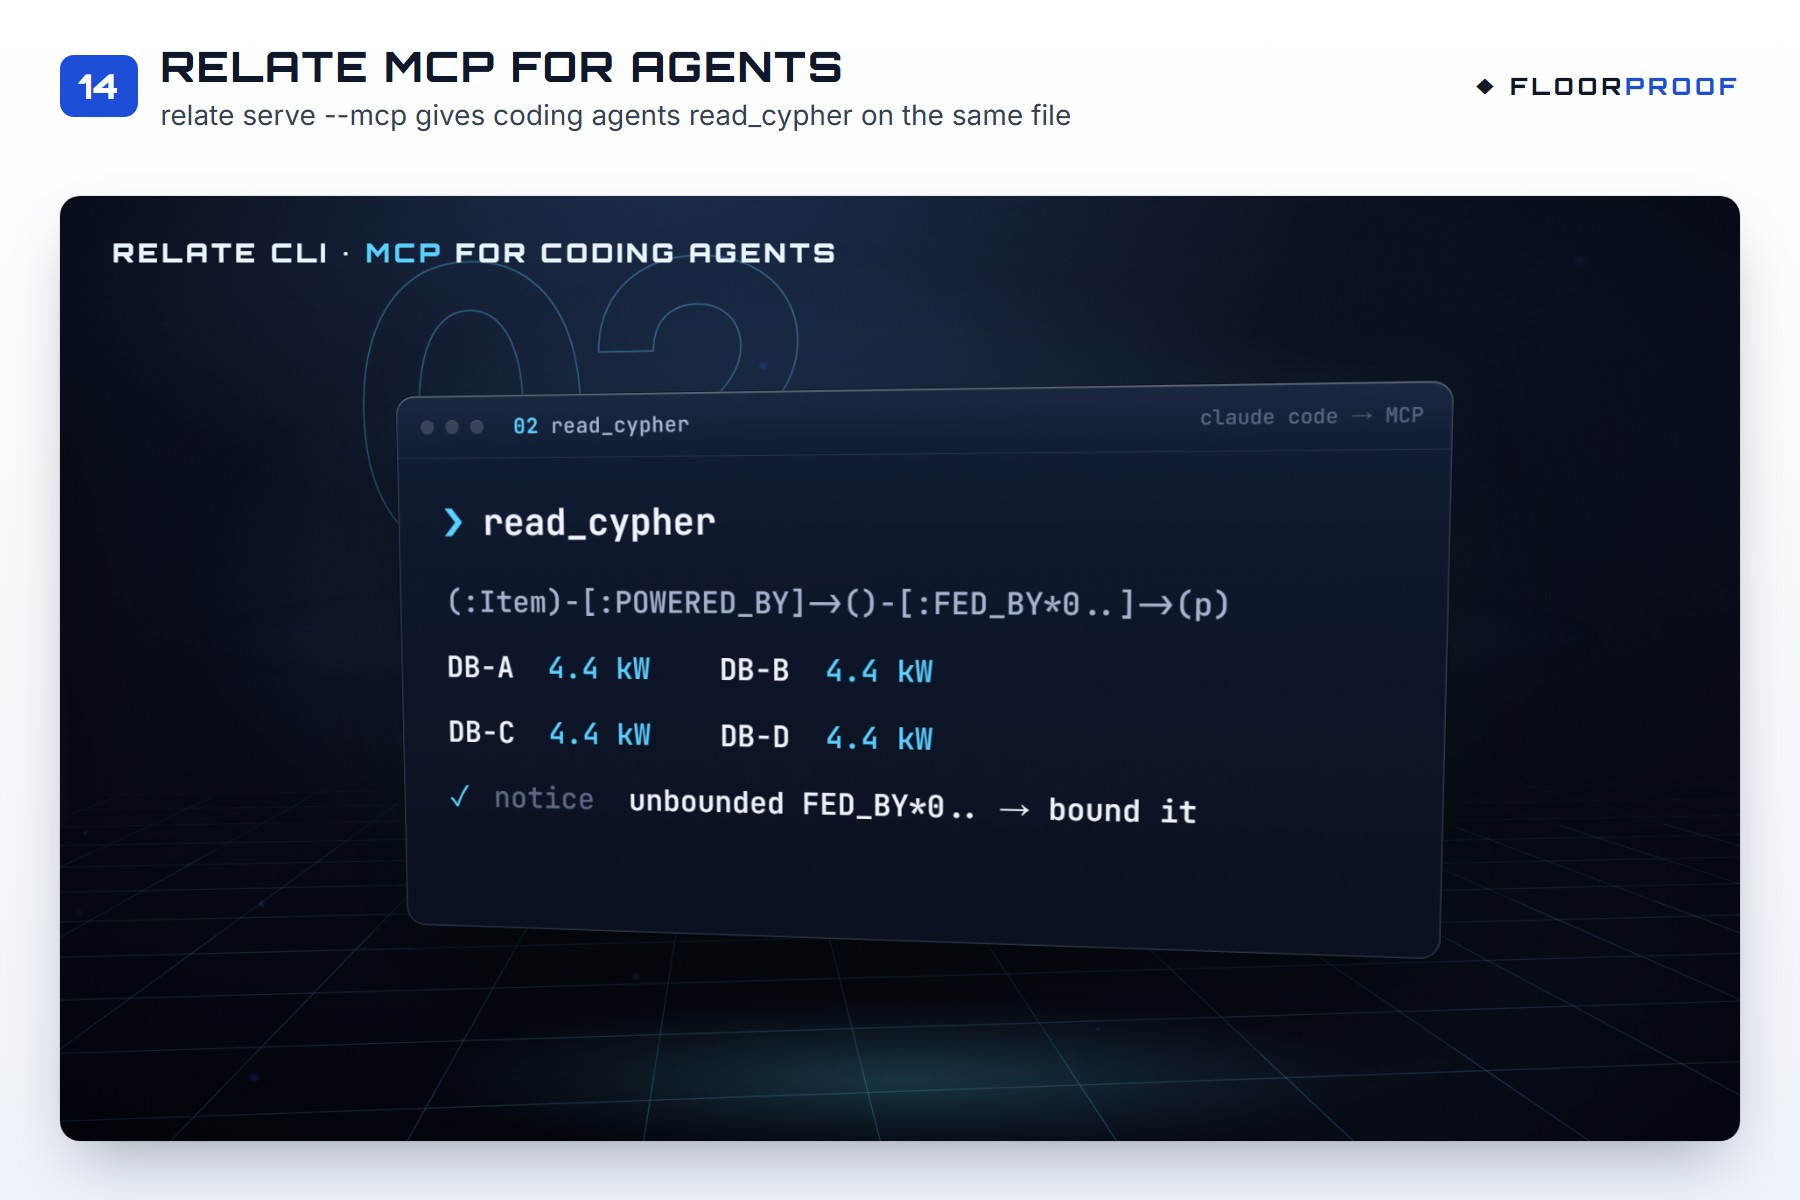 14
RELATE MCP FOR AGENTS
relate serve --mcp gives coding agents read_cypher on the same file
◆ FLOORPROOF
RELATE CLI · MCP FOR CODING AGENTS
02
02 read_cypher
claude code → MCP
❯ read_cypher
(:Item)-[:POWERED_BY]->()-[:FED_BY*0..]->(p)
DB-A 4.4 kW DB-B 4.4 kW
DB-C 4.4 kW DB-D 4.4 kW
✓ notice unbounded FED_BY*0.. → bound it